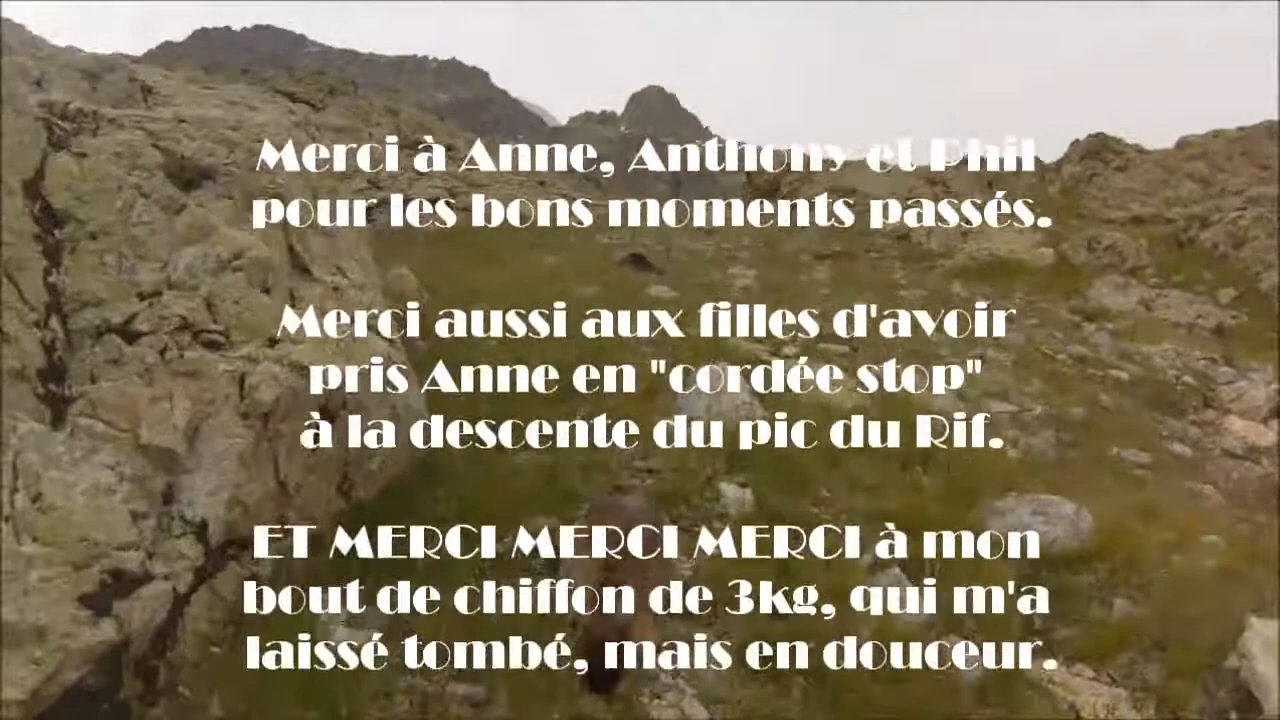 Merci à Anne, Anthony et Phil
pour les bons moments passés.
Merci aussi aux filles d'avoir
pris Anne en "cordée stop"
à la descente du pic du Rif.
ET MERCI MERCI MERCI à mon
bout de chiffon de 3kg, qui m'a
laissé tombé, mais en douceur.